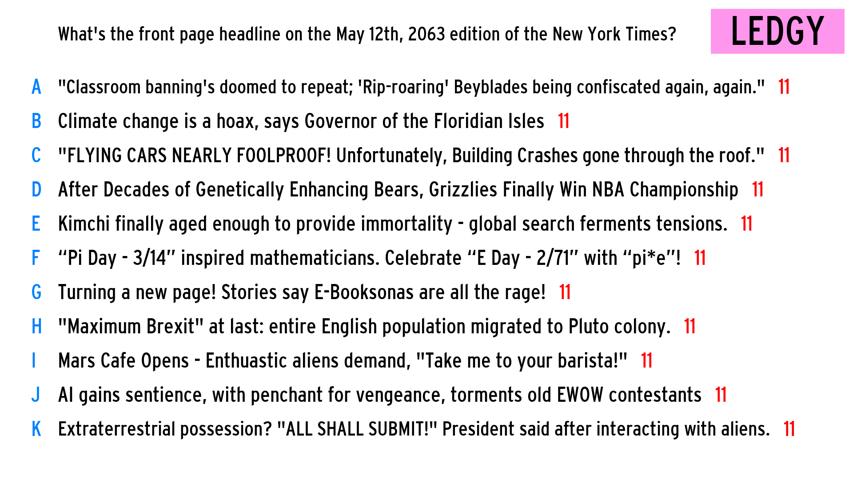 What's the front page headline on the May 12th, 2063 edition of the New York Times?
LEDGY
A "Classroom banning's doomed to repeat; 'Rip-roaring' Beyblades being confiscated again, again." 11
B Climate change is a hoax, says Governor of the Floridian Isles 11
C "FLYING CARS NEARLY FOOLPROOF! Unfortunately, Building Crashes gone through the roof." 11
D After Decades of Genetically Enhancing Bears, Grizzlies Finally Win NBA Championship 11
E Kimchi finally aged enough to provide immortality - global search ferments tensions. 11
F “Pi Day - 3/14” inspired mathematicians. Celebrate “E Day - 2/71” with “pi*e”! 11
G Turning a new page! Stories say E-Booksonas are all the rage! 11
H "Maximum Brexit" at last: entire English population migrated to Pluto colony. 11
I Mars Cafe Opens - Enthuastic aliens demand, "Take me to your barista!" 11
J AI gains sentience, with penchant for vengeance, torments old EWOW contestants 11
K Extraterrestrial possession? "ALL SHALL SUBMIT!" President said after interacting with aliens. 11